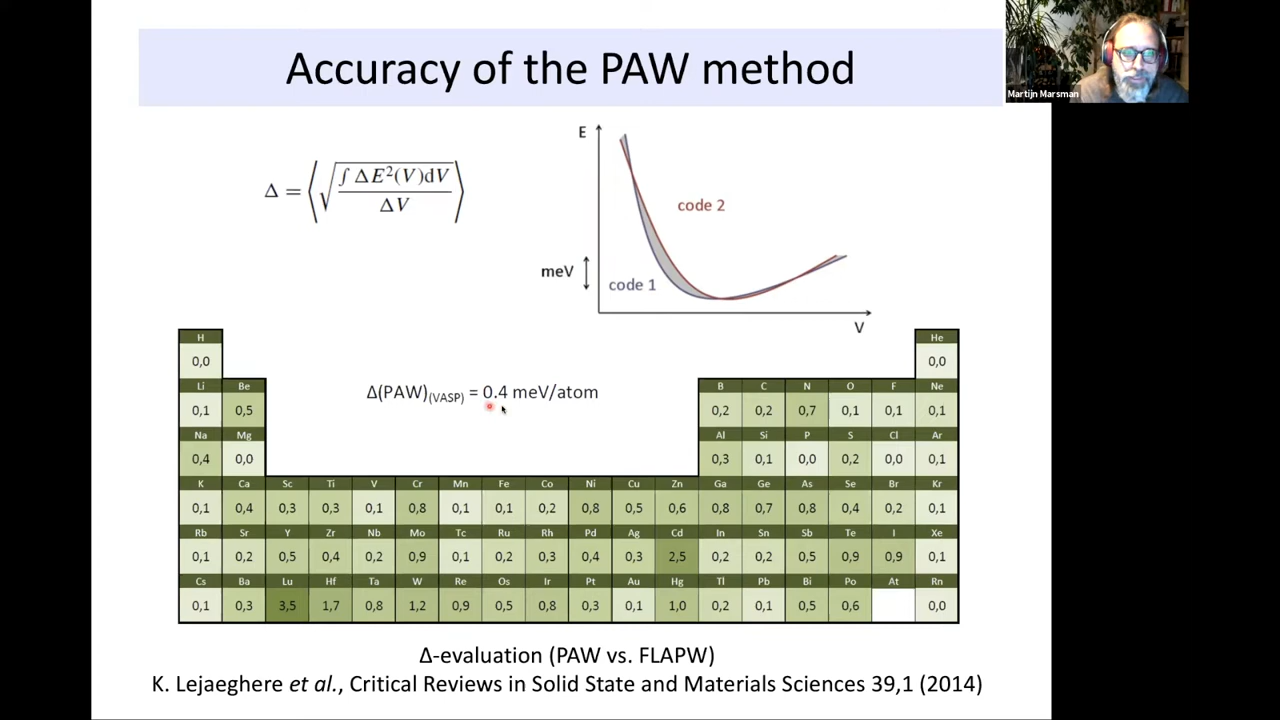 Accuracy of the PAW method
Martijn Marsman
Δ = ⟨√(∫ΔE²(V)dV / ΔV)⟩
E
code 2
meV
code 1
V
H He
0,0 0,0
Δ(PAW)(VASP) = 0.4 meV/atom
Li Be B C N O F Ne
0,1 0,5 0,2 0,2 0,7 0,1 0,1 0,1
Na Mg Al Si P S Cl Ar
0,4 0,0 0,3 0,1 0,0 0,2 0,0 0,1
K Ca Sc Ti V Cr Mn Fe Co Ni Cu Zn Ga Ge As Se Br Kr
0,1 0,4 0,3 0,3 0,1 0,8 0,1 0,1 0,2 0,8 0,5 0,6 0,8 0,7 0,8 0,4 0,2 0,1
Rb Sr Y Zr Nb Mo Tc Ru Rh Pd Ag Cd In Sn Sb Te I Xe
0,1 0,2 0,5 0,4 0,2 0,9 0,1 0,2 0,3 0,4 0,3 2,5 0,2 0,2 0,5 0,9 0,9 0,1
Cs Ba Lu Hf Ta W Re Os Ir Pt Au Hg Tl Pb Bi Po At Rn
0,1 0,3 3,5 1,7 0,8 1,2 0,9 0,5 0,8 0,3 0,1 1,0 0,2 0,1 0,5 0,6 0,0
Δ-evaluation (PAW vs. FLAPW)
K. Lejaeghere et al., Critical Reviews in Solid State and Materials Sciences 39,1 (2014)